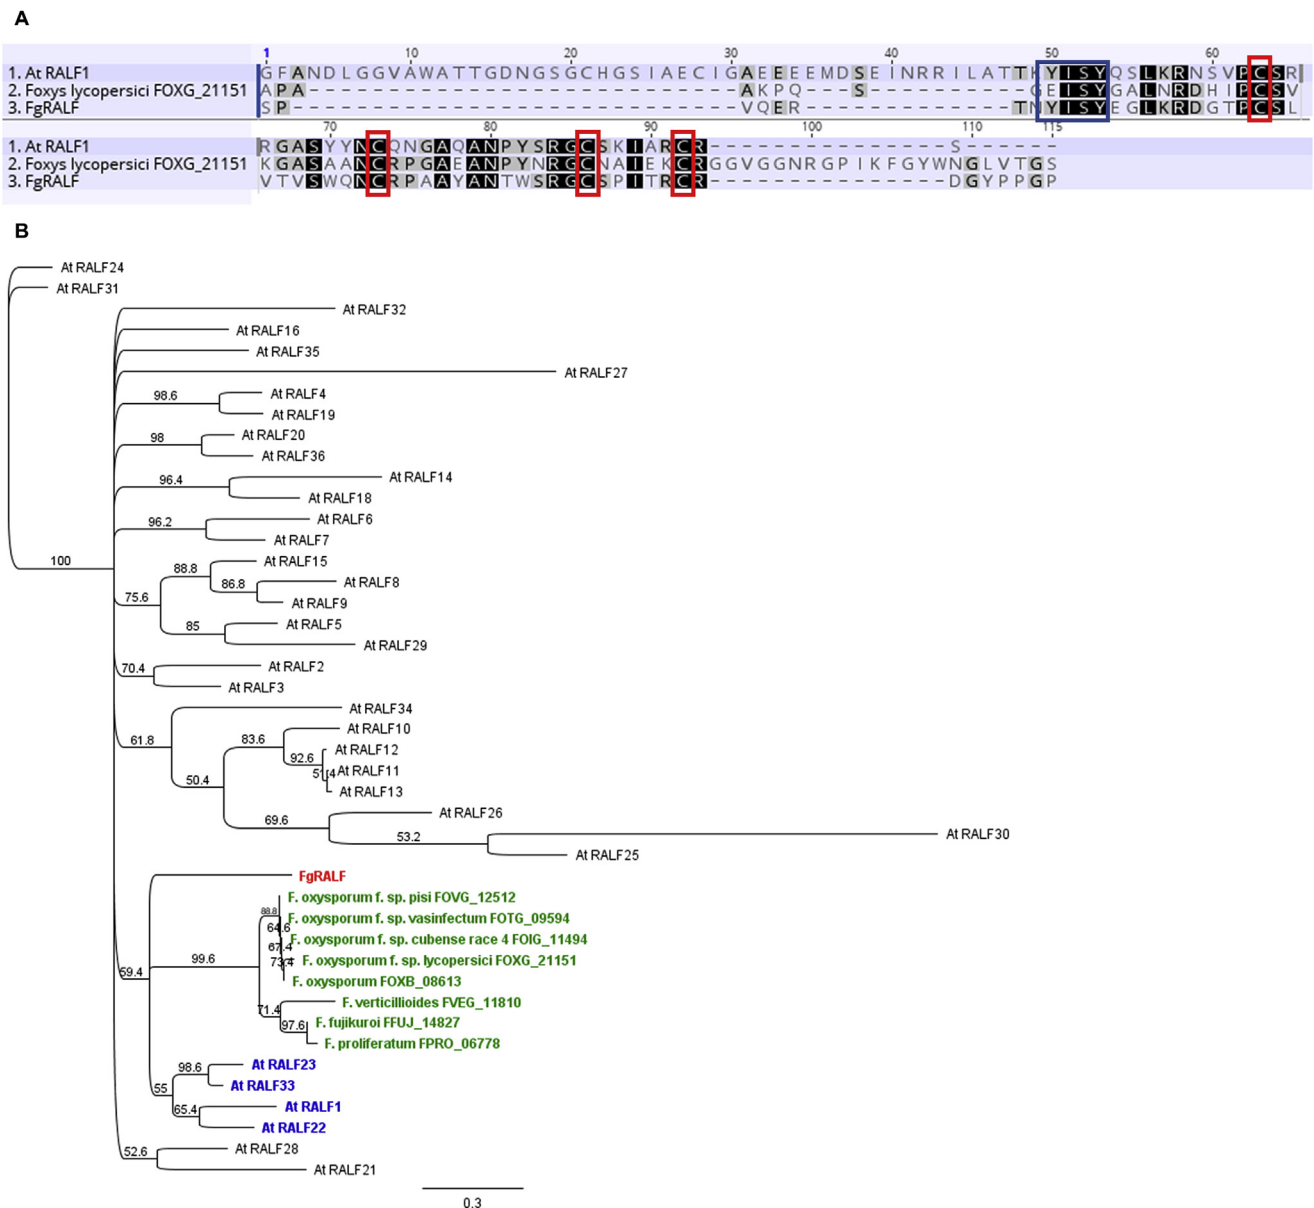 A
1 10 20 30 40 50 60
1. At RALF1 GFANDLGGVAWATTGDNGSGCHGSIAECIGAEEEEMDSEINRRILATTKYISYQSLKRNSVPCSR
2. Foxys lycopersici FOXG_21151 APA---------------------------AKPQ---S----------GEISYGALNRDHIPCSV
3. FgRALF SP----------------------------VQER-------------TNYISYEGLKRDGTPCSL
70 80 90 100 110 115
1. At RALF1 RGASYYNCQNGAQANPYSRGCSKIARCR---------------S------
2. Foxys lycopersici FOXG_21151 KGASAANCRPGAEANPYNRGCNAIEKCRGGVGGNRGPIKFGYWNGLVTGS
3. FgRALF VTVSWQNCRPAAYANTWSRGCSPITRCR---------------DGYPPGP
B
At RALF24
At RALF31
At RALF32
At RALF16
At RALF35
At RALF27
98.6
At RALF4
At RALF19
98
At RALF20
At RALF36
96.4
At RALF14
At RALF18
96.2
At RALF6
At RALF7
100
75.6
88.8
At RALF15
86.8
At RALF8
At RALF9
85
At RALF5
At RALF29
70.4
At RALF2
At RALF3
61.8
At RALF34
50.4
83.6
At RALF10
92.6
At RALF12
51.4
At RALF11
At RALF13
69.6
At RALF26
53.2
At RALF30
At RALF25
59.4
FgRALF
99.6
88.8
F. oxysporum f. sp. pisi FOVG_12512
64.6
F. oxysporum f. sp. vasinfectum FOTG_09594
67.4
F. oxysporum f. sp. cubense race 4 FOIG_11494
73.4
F. oxysporum f. sp. lycopersici FOXG_21151
F. oxysporum FOXB_08613
71.4
F. verticillioides FVEG_11810
97.6
F. fujikuroi FFUJ_14827
F. proliferatum FPRO_06778
55
98.6
At RALF23
At RALF33
65.4
At RALF1
At RALF22
52.6
At RALF28
At RALF21
0.3